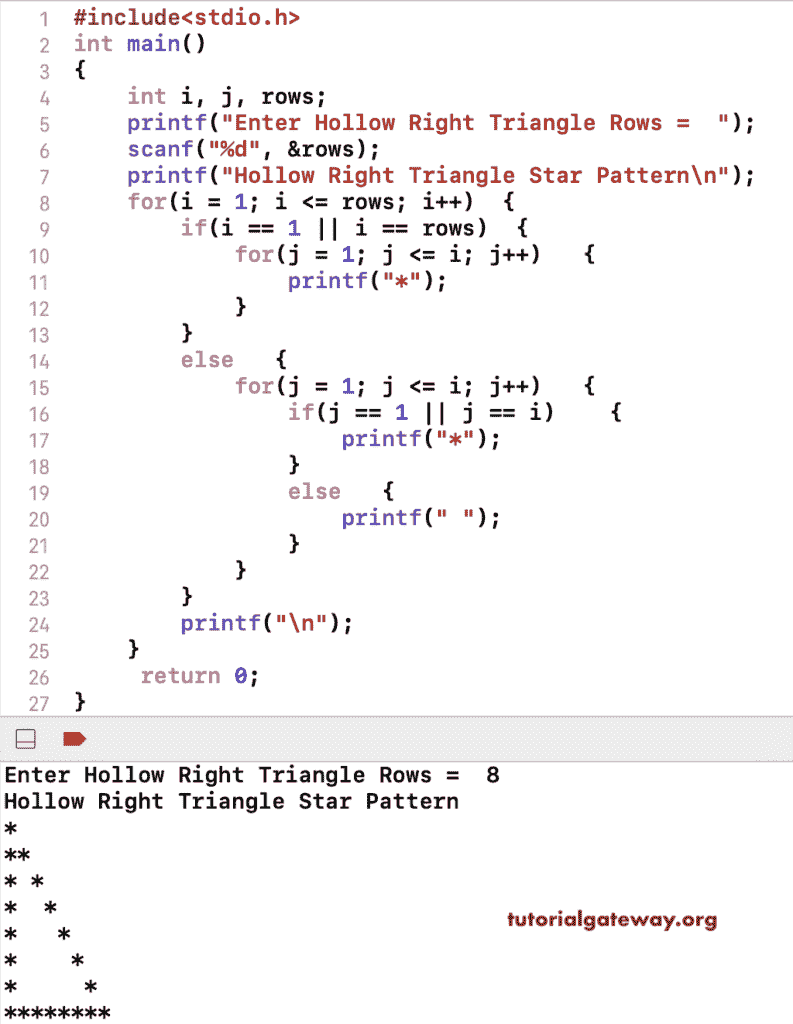 1 #include<stdio.h>
2 int main()
3 {
4     int i, j, rows;
5     printf("Enter Hollow Right Triangle Rows =  ");
6     scanf("%d", &rows);
7     printf("Hollow Right Triangle Star Pattern\n");
8     for(i = 1; i <= rows; i++)  {
9         if(i == 1 || i == rows)  {
10             for(j = 1; j <= i; j++)   {
11                 printf("*");
12             }
13         }
14         else   {
15             for(j = 1; j <= i; j++)   {
16                 if(j == 1 || j == i)    {
17                     printf("*");
18                 }
19                 else   {
20                     printf(" ");
21                 }
22             }
23         }
24         printf("\n");
25     }
26      return 0;
27 }
Enter Hollow Right Triangle Rows =  8
Hollow Right Triangle Star Pattern
*
**
* *
*  *
*   *
*    *
*     *
********
tutorialgateway.org